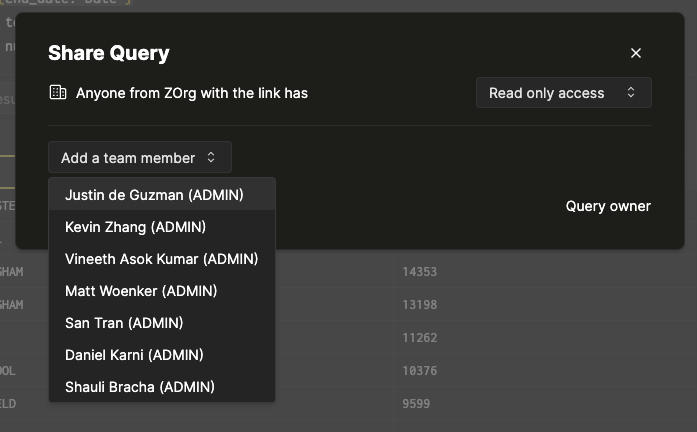 {end_date: Date }
Share Query
Anyone from ZOrg with the link has
Read only access
Add a team member
Justin de Guzman (ADMIN)
Kevin Zhang (ADMIN)
Vineeth Asok Kumar (ADMIN)
Matt Woenker (ADMIN)
San Tran (ADMIN)
Daniel Karni (ADMIN)
Shauli Bracha (ADMIN)
Query owner
GHAM 14353
GHAM 13198
11262
OOL 10376
ELD 9599